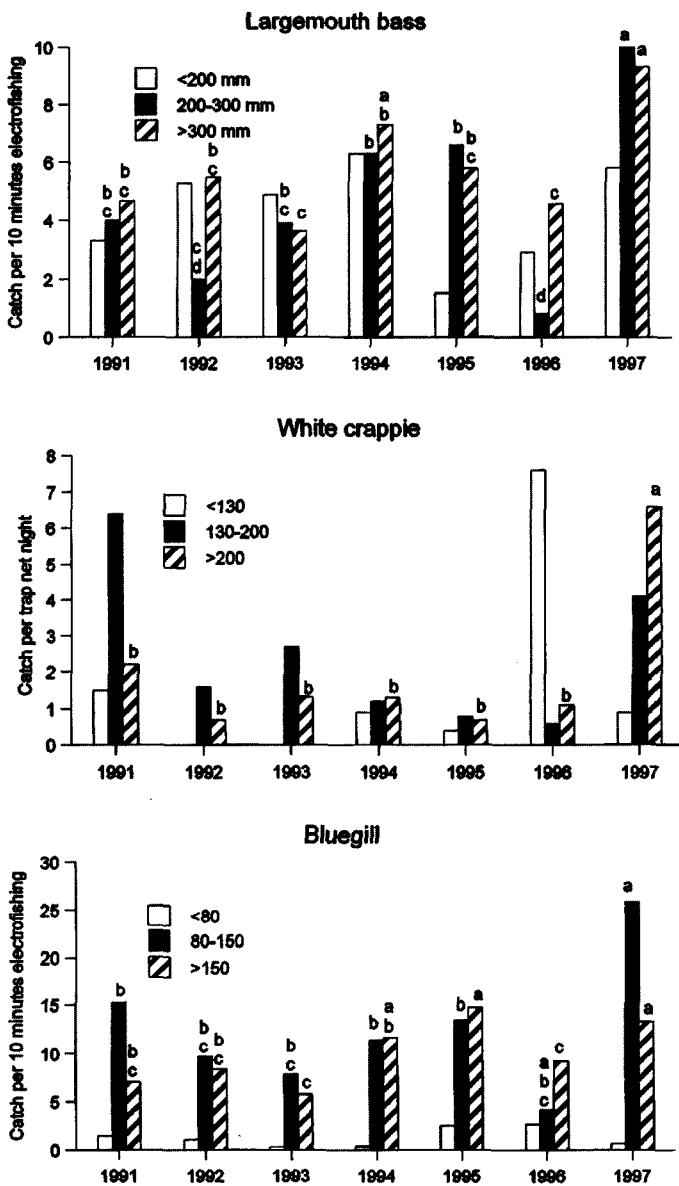 Largemouth bass
Catch per 10 minutes electrofishing
10
8
6
4
2
0
<200 mm
200-300 mm
>300 mm
b
c
b
c
c
d
b
c
b
c
c
b
a
b
b
b
c
d
c
a
a
1991 1992 1993 1994 1995 1996 1997
White crappie
Catch per trap net night
8
7
6
5
4
3
2
1
0
<130
130-200
>200
b
b
b
b
b
b
a
1991 1992 1993 1994 1995 1996 1997
Bluegill
Catch per 10 minutes electrofishing
30
25
20
15
10
5
0
<80
80-150
>150
b
b
c
b
c
b
c
b
c
c
b
a
b
b
a
a
b
c
c
a
a
1991 1992 1993 1994 1995 1996 1997